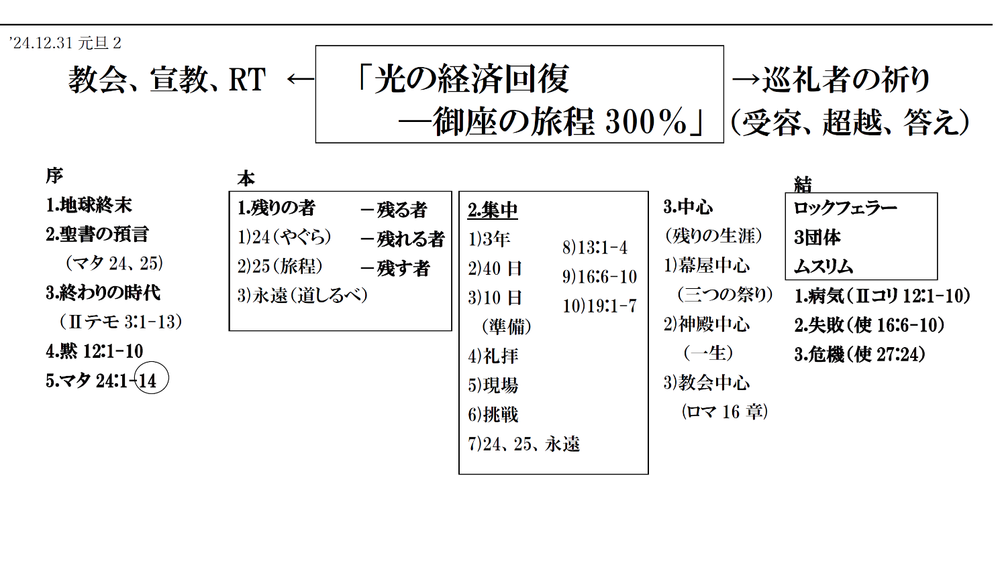 ’24.12.31 元旦２
教会、宣教、RT ←
「光の経済回復
―御座の旅程 300％」
→巡礼者の祈り
（受容、超越、答え）
序
1.地球終末
2.聖書の預言
（マタ 24、25）
3.終わりの時代
（Ⅱテモ 3:1-13）
4.黙 12:1-10
5.マタ 24:1-14
本
1.残りの者 －残る者
1)24（やぐら） －残れる者
2)25（旅程） －残す者
3)永遠（道しるべ）
2.集中
1)3年
2)40 日
3)10 日
（準備）
4)礼拝
5)現場
6)挑戦
7)24、25、永遠
8)13:1-4
9)16:6-10
10)19:1-7
3.中心
（残りの生涯）
1)幕屋中心
（三つの祭り）
2)神殿中心
（一生）
3)教会中心
（ロマ 16 章）
結
ロックフェラー
3団体
ムスリム
1.病気（Ⅱコリ 12:1-10）
2.失敗（使 16:6-10）
3.危機（使 27:24）